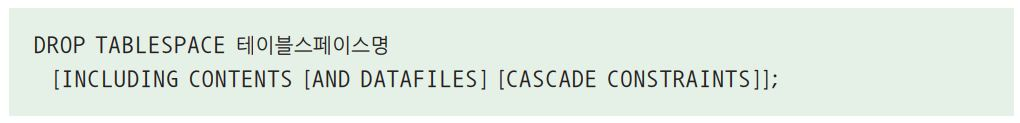 DROP TABLESPACE 테이블스페이스명
[INCLUDING CONTENTS [AND DATAFILES] [CASCADE CONSTRAINTS]];